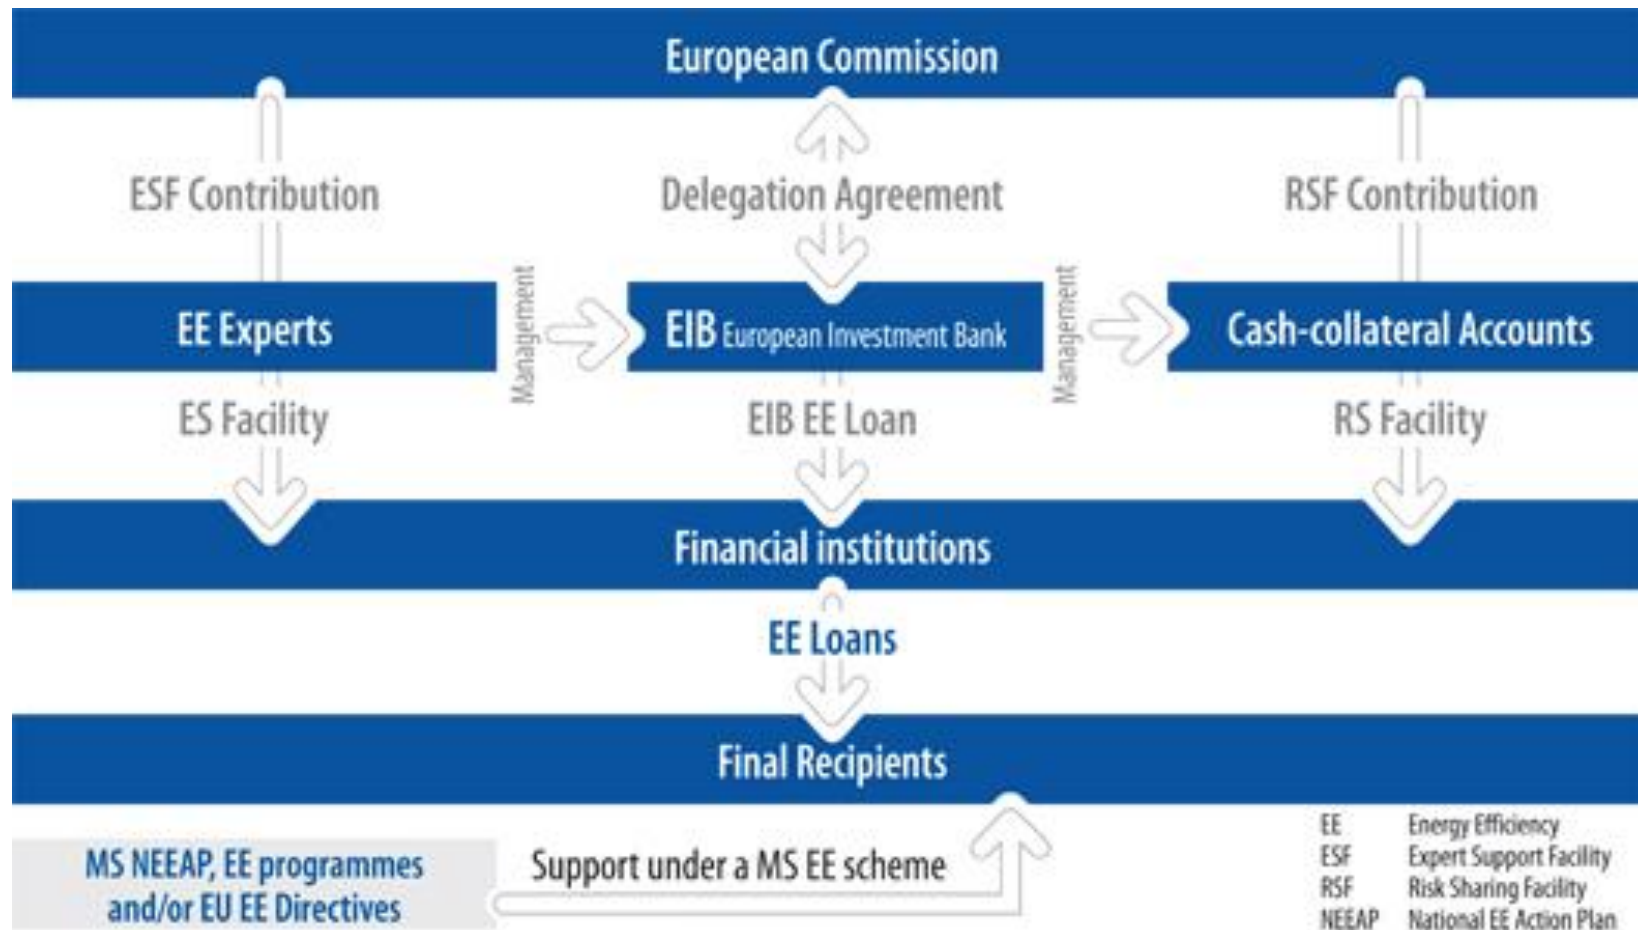 European Commission
ESF Contribution
Delegation Agreement
RSF Contribution
EE Experts
Management
EIB European Investment Bank
Management
Cash-collateral Accounts
ES Facility
EIB EE Loan
RS Facility
Financial institutions
EE Loans
Final Recipients
MS NEEAP, EE programmes
and/or EU EE Directives
Support under a MS EE scheme
EE Energy Efficiency
ESF Expert Support Facility
RSF Risk Sharing Facility
NEEAP National EE Action Plan